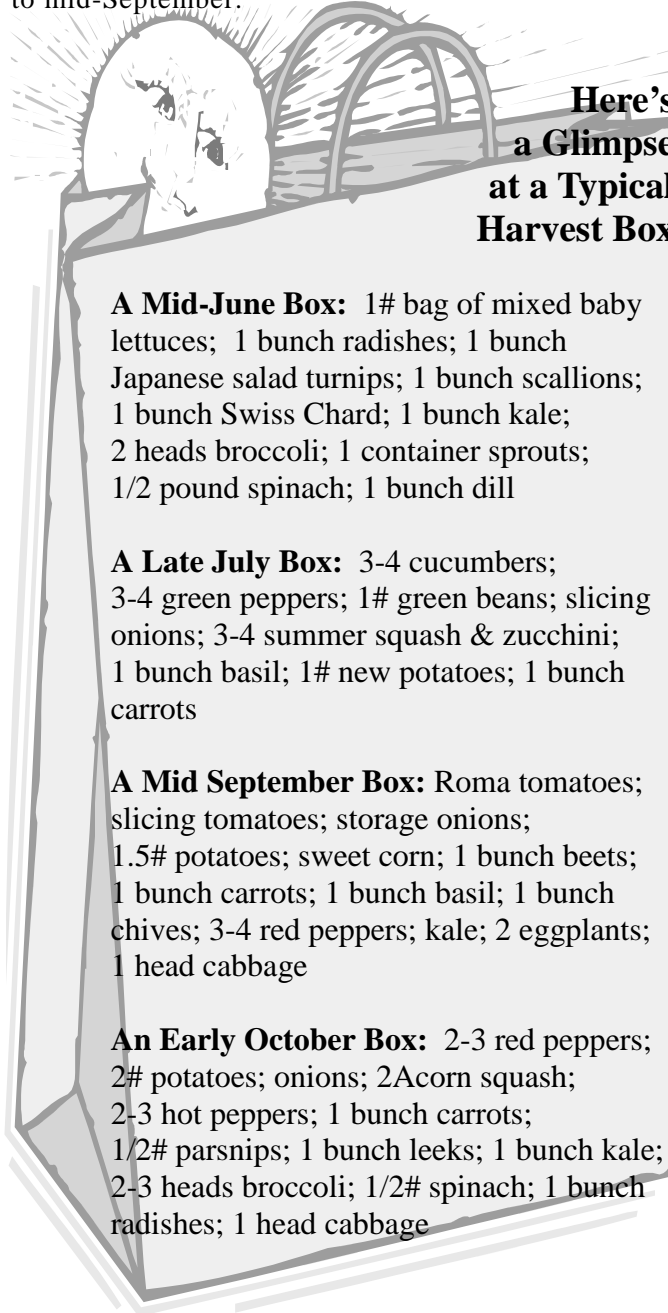 to mid-September.
Here's
a Glimpse
at a Typical
Harvest Box
A Mid-June Box: 1# bag of mixed baby
lettuces; 1 bunch radishes; 1 bunch
Japanese salad turnips; 1 bunch scallions;
1 bunch Swiss Chard; 1 bunch kale;
2 heads broccoli; 1 container sprouts;
1/2 pound spinach; 1 bunch dill
A Late July Box: 3-4 cucumbers;
3-4 green peppers; 1# green beans; slicing
onions; 3-4 summer squash & zucchini;
1 bunch basil; 1# new potatoes; 1 bunch
carrots
A Mid September Box: Roma tomatoes;
slicing tomatoes; storage onions;
1.5# potatoes; sweet corn; 1 bunch beets;
1 bunch carrots; 1 bunch basil; 1 bunch
chives; 3-4 red peppers; kale; 2 eggplants;
1 head cabbage
An Early October Box: 2-3 red peppers;
2# potatoes; onions; 2Acorn squash;
2-3 hot peppers; 1 bunch carrots;
1/2# parsnips; 1 bunch leeks; 1 bunch kale;
2-3 heads broccoli; 1/2# spinach; 1 bunch
radishes; 1 head cabbage